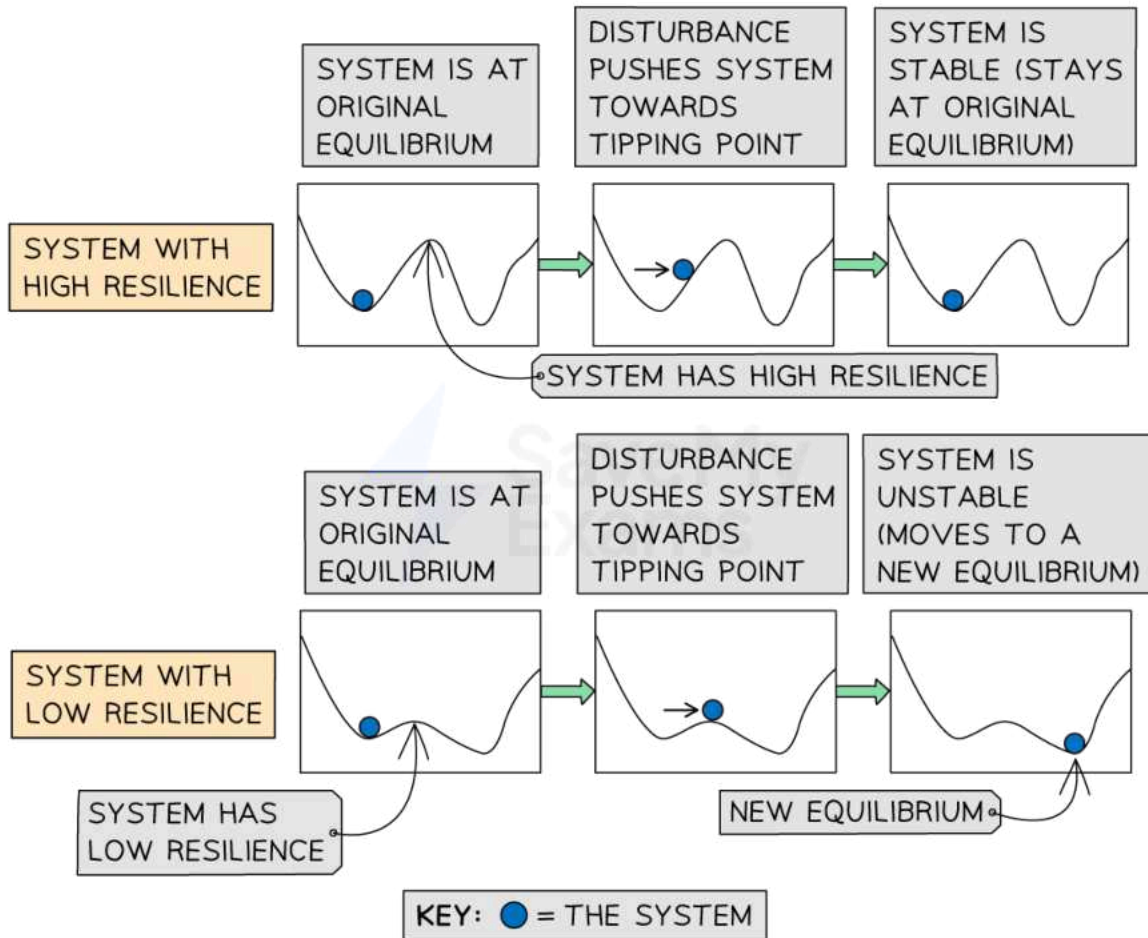 SYSTEM IS AT
ORIGINAL
EQUILIBRIUM
DISTURBANCE
PUSHES SYSTEM
TOWARDS
TIPPING POINT
SYSTEM IS
STABLE (STAYS
AT ORIGINAL
EQUILIBRIUM)
SYSTEM WITH
HIGH RESILIENCE
SYSTEM HAS HIGH RESILIENCE
SYSTEM IS AT
ORIGINAL
EQUILIBRIUM
DISTURBANCE
PUSHES SYSTEM
TOWARDS
TIPPING POINT
SYSTEM IS
UNSTABLE
(MOVES TO A
NEW EQUILIBRIUM)
Save My
Exams
SYSTEM WITH
LOW RESILIENCE
SYSTEM HAS
LOW RESILIENCE
NEW EQUILIBRIUM
KEY: = THE SYSTEM